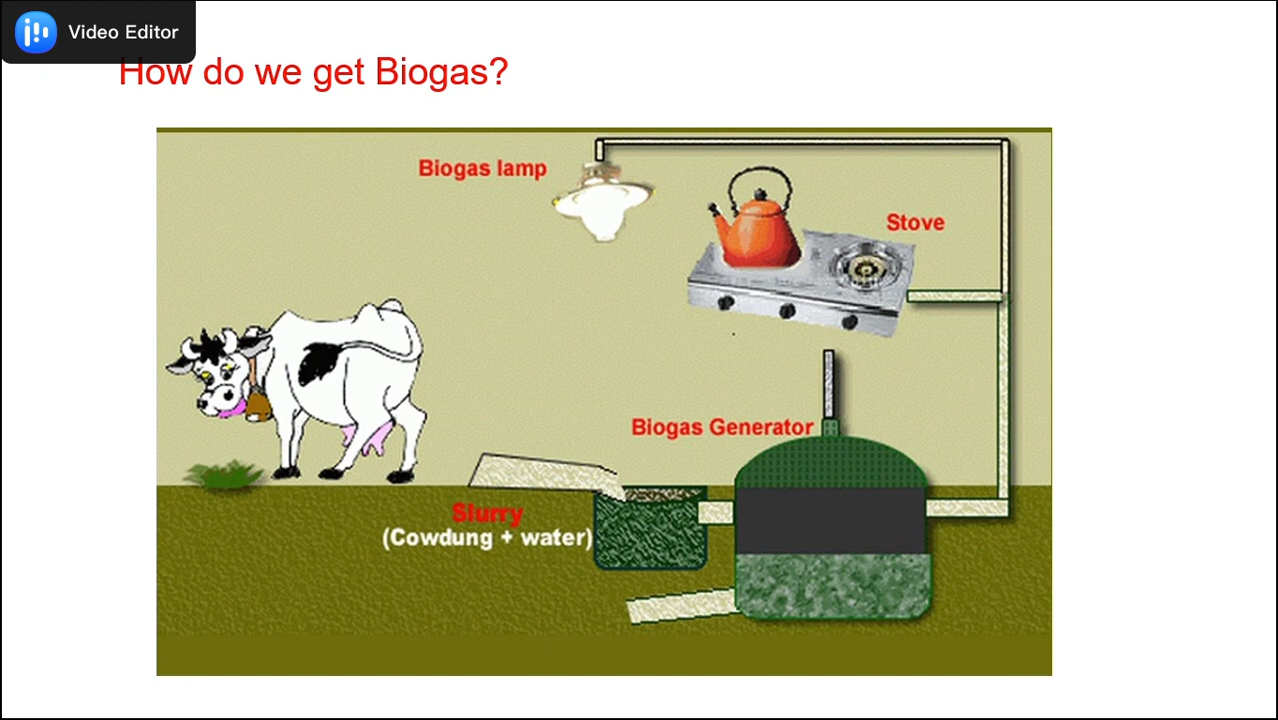 Video Editor
How do we get Biogas?
Biogas lamp
Stove
Biogas Generator
Slurry
(Cowdung + water)